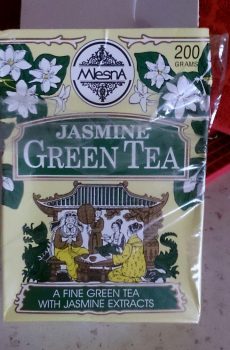 MlesnA
200
GRAMS
JASMINE
GREEN TEA
A FINE GREEN TEA
WITH JASMINE EXTRACTS